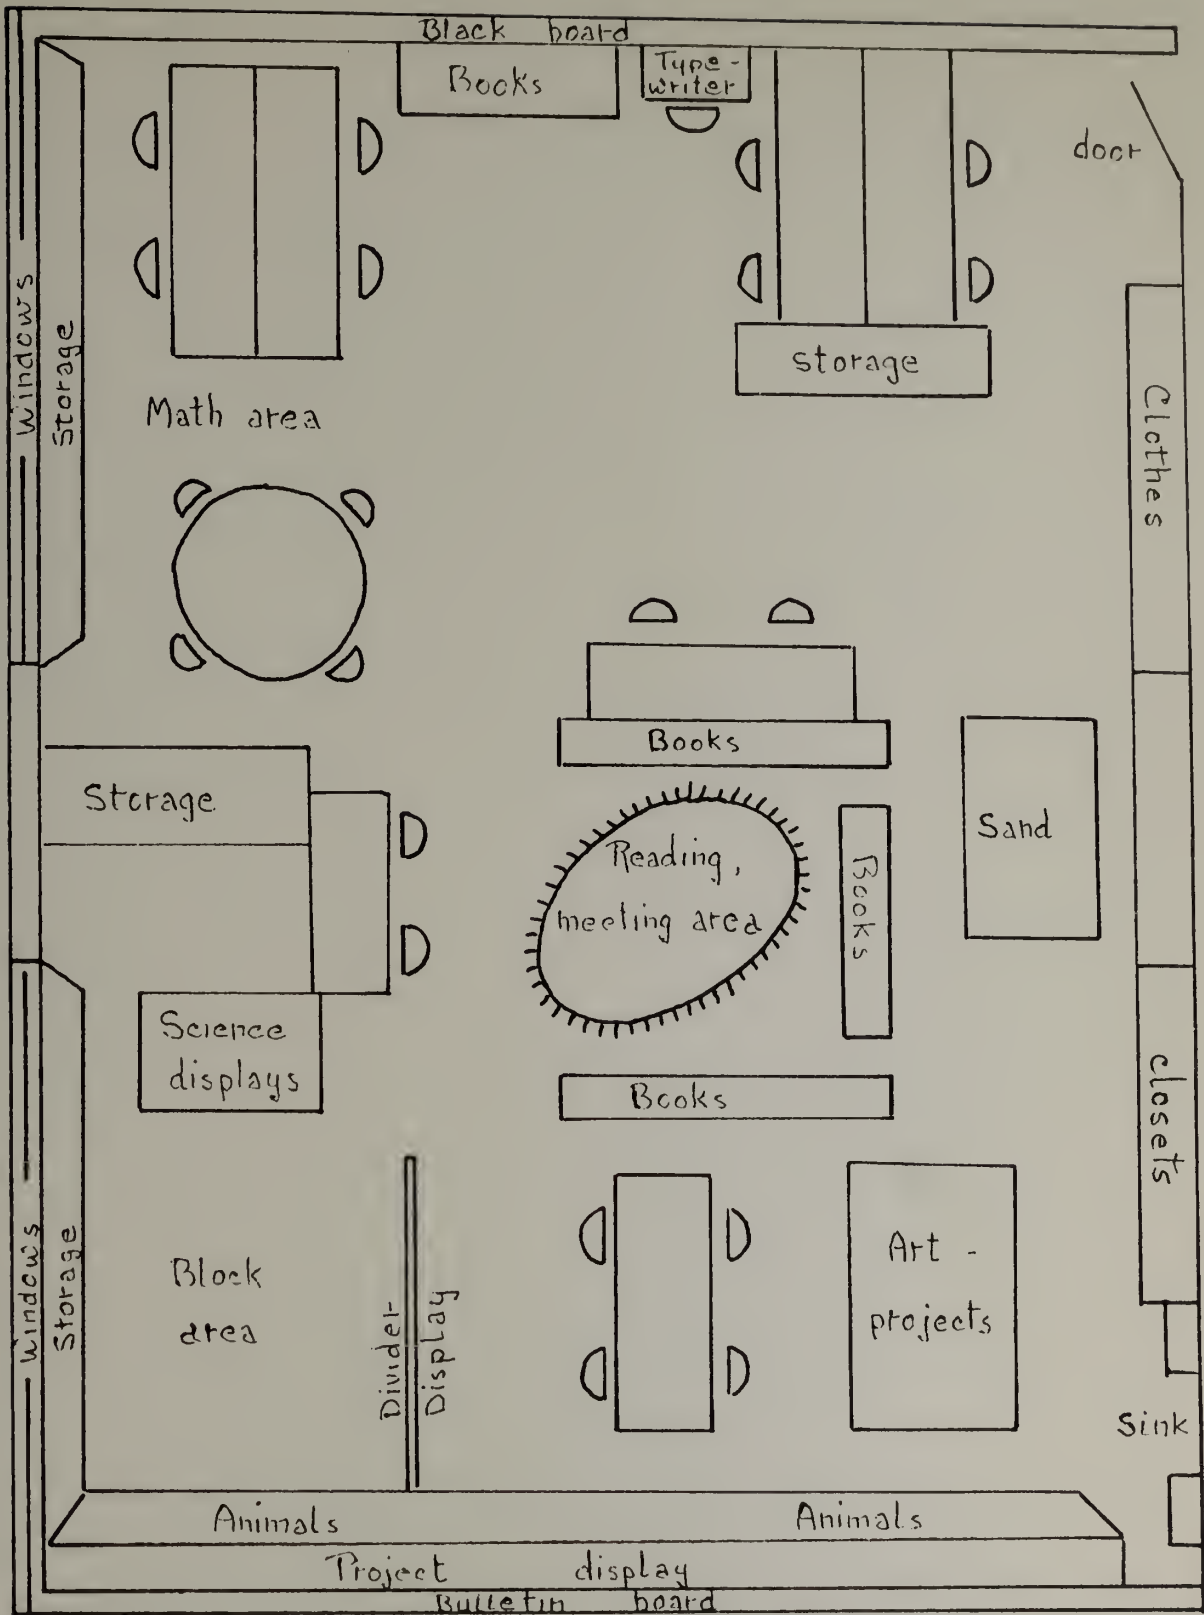 Black board
Books
Type-
writer
door
Windows
Storage
storage
Math area
Clothes
Books
Storage
Reading,
meeting area
Books
Sand
Science
displays
Books
closets
Windows
Storage
Block
area
Divider-
Display
Art -
projects
Sink
Animals
Animals
Project display
Bulletin board